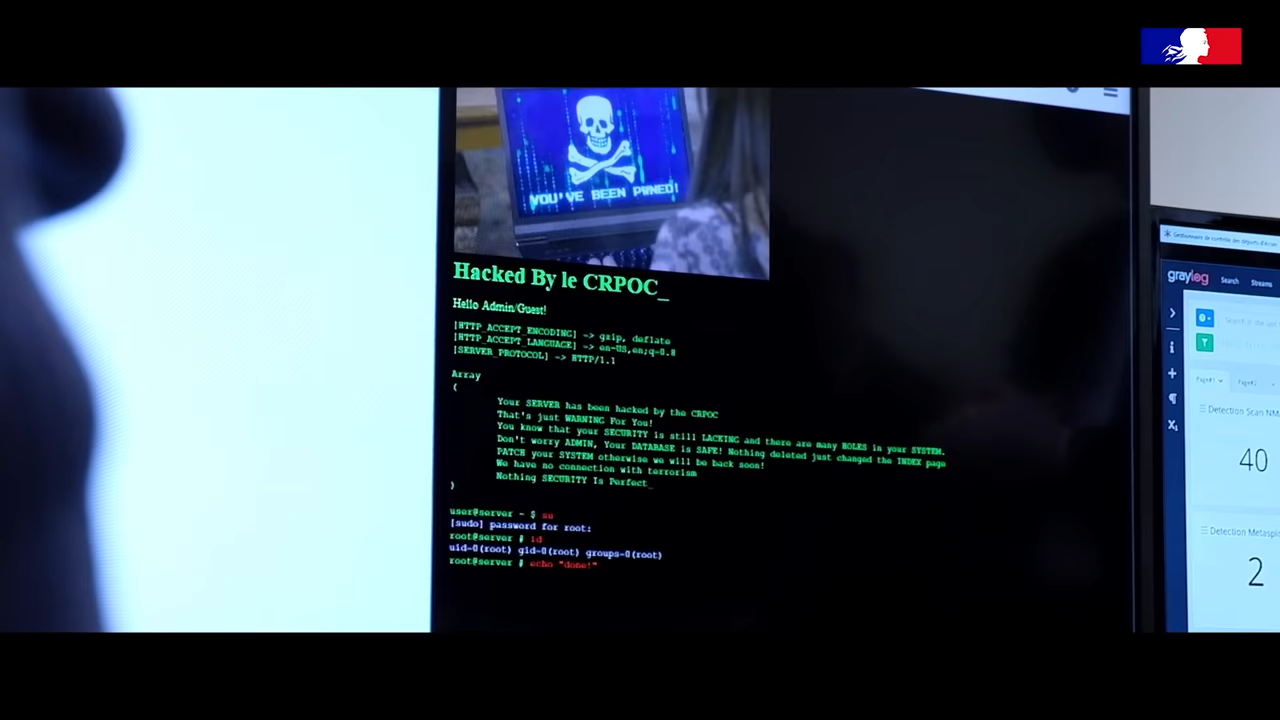 YOU'VE BEEN PWNED!
Hacked By le CRPOC_
Hello Admin/Guest!
[HTTP_ACCEPT_ENCODING] -> gzip, deflate
[HTTP_ACCEPT_LANGUAGE] -> en-US,en;q=0.8
[SERVER_PROTOCOL] -> HTTP/1.1
Array
(
Your SERVER has been hacked by the CRPOC
That's just WARNING For You!
You know that your SECURITY is still LACKING and there are many HOLES in your SYSTEM.
Don't worry ADMIN, Your DATABASE is SAFE! Nothing deleted just changed the INDEX page
PATCH your SYSTEM otherwise we will be back soon!
We have no connection with terrorism
Nothing SECURITY Is Perfect_
)
user@server ~ $ su
[sudo] password for root:
root@server # id
uid=0(root) gid=0(root) groups=0(root)
root@server # echo "done!"
graylog Search Streams
Page#1 Page#2
Detection Scan NM
40
Detection Metaspl
2